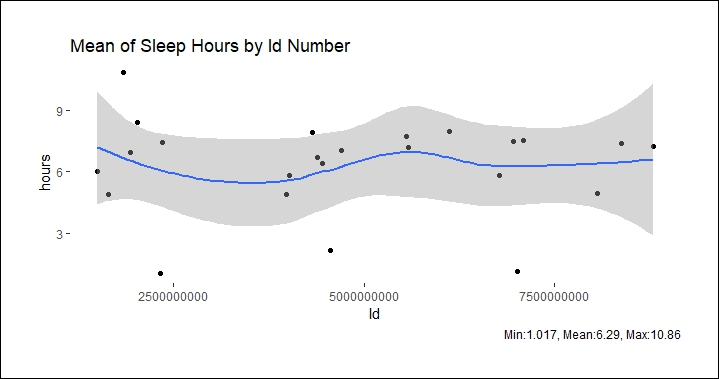 Mean of Sleep Hours by Id Number
9
6
3
hours
2500000000 5000000000 7500000000
Id
Min:1.017, Mean:6.29, Max:10.86